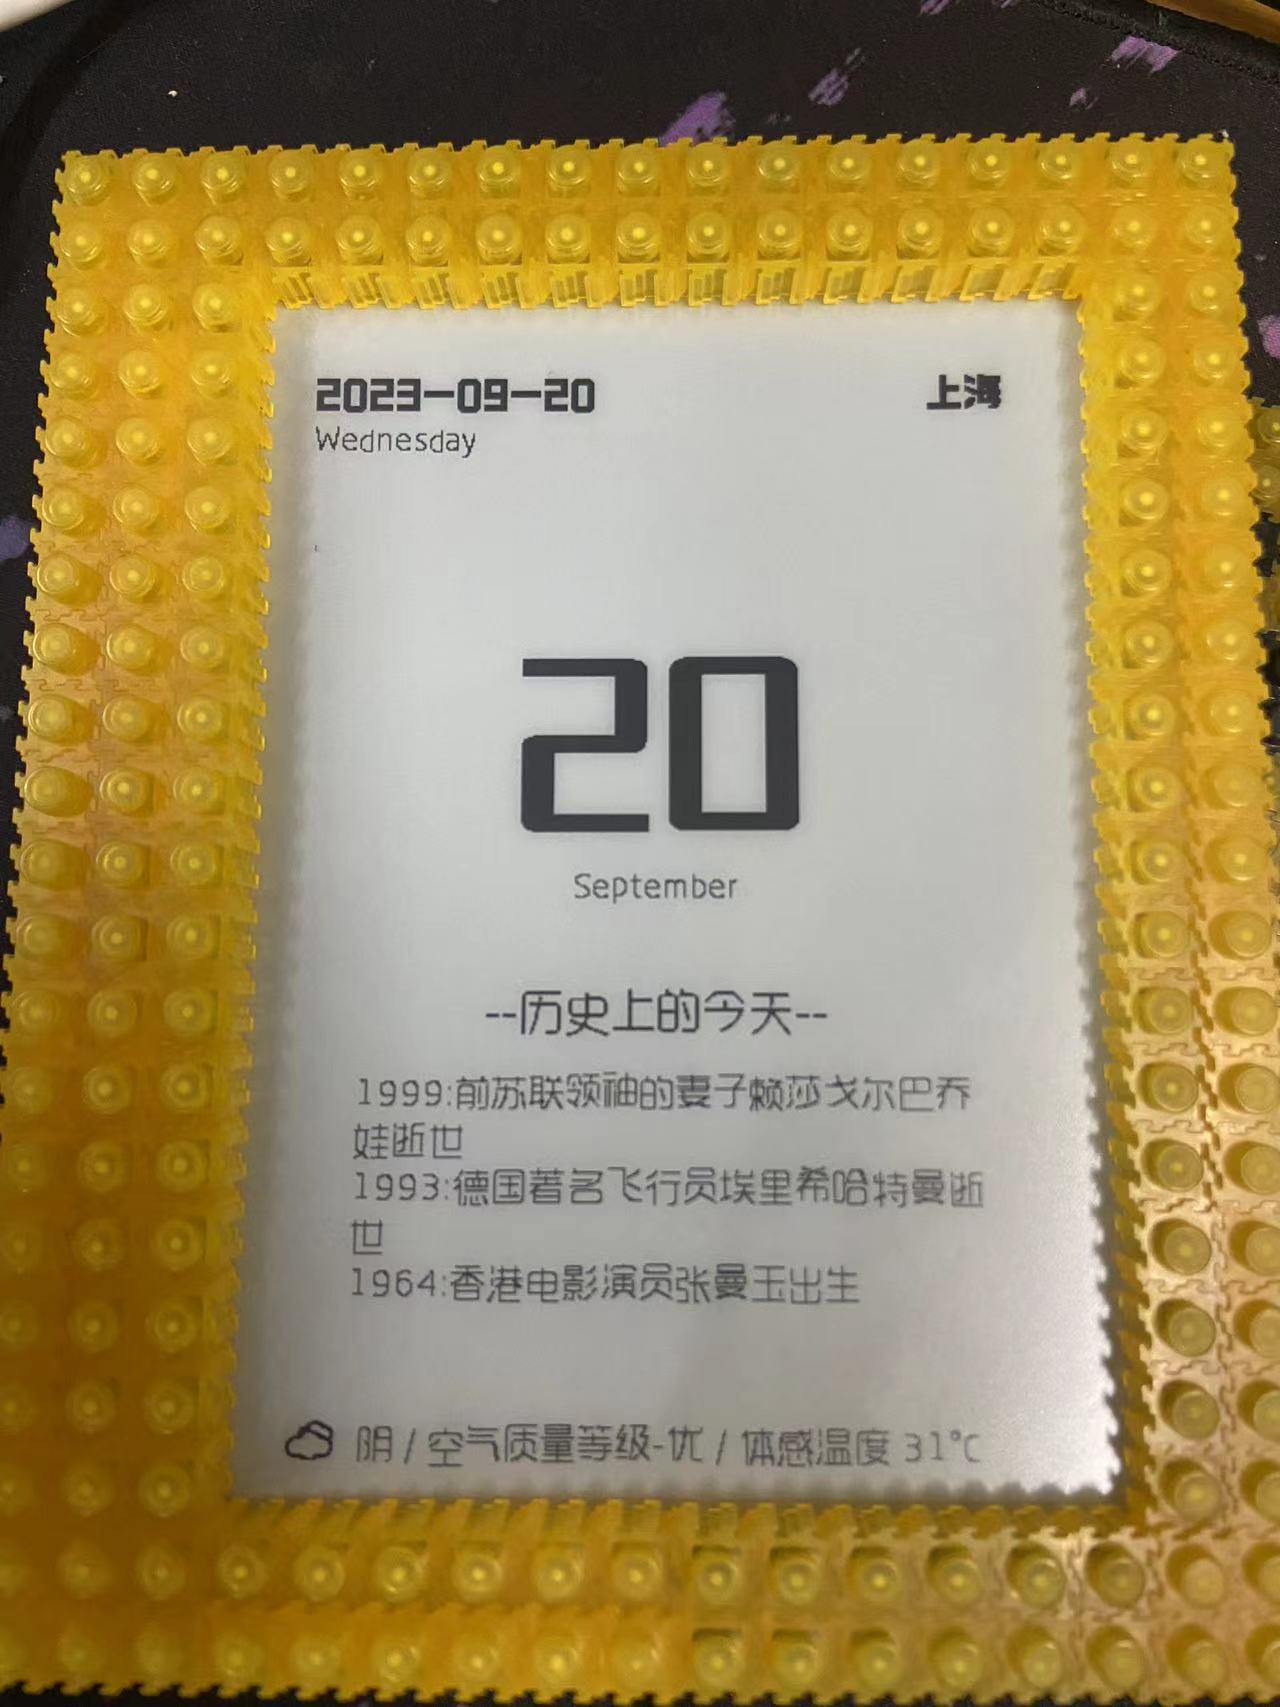 2023-09-20
上海
Wednesday
20
September
--历史上的今天--
1999:前苏联领袖的妻子赖莎戈尔巴乔
娃逝世
1993:德国著名飞行员埃里希哈特曼逝
世
1964:香港电影演员张曼玉出生
阴 / 空气质量等级-优 / 体感温度 31°C